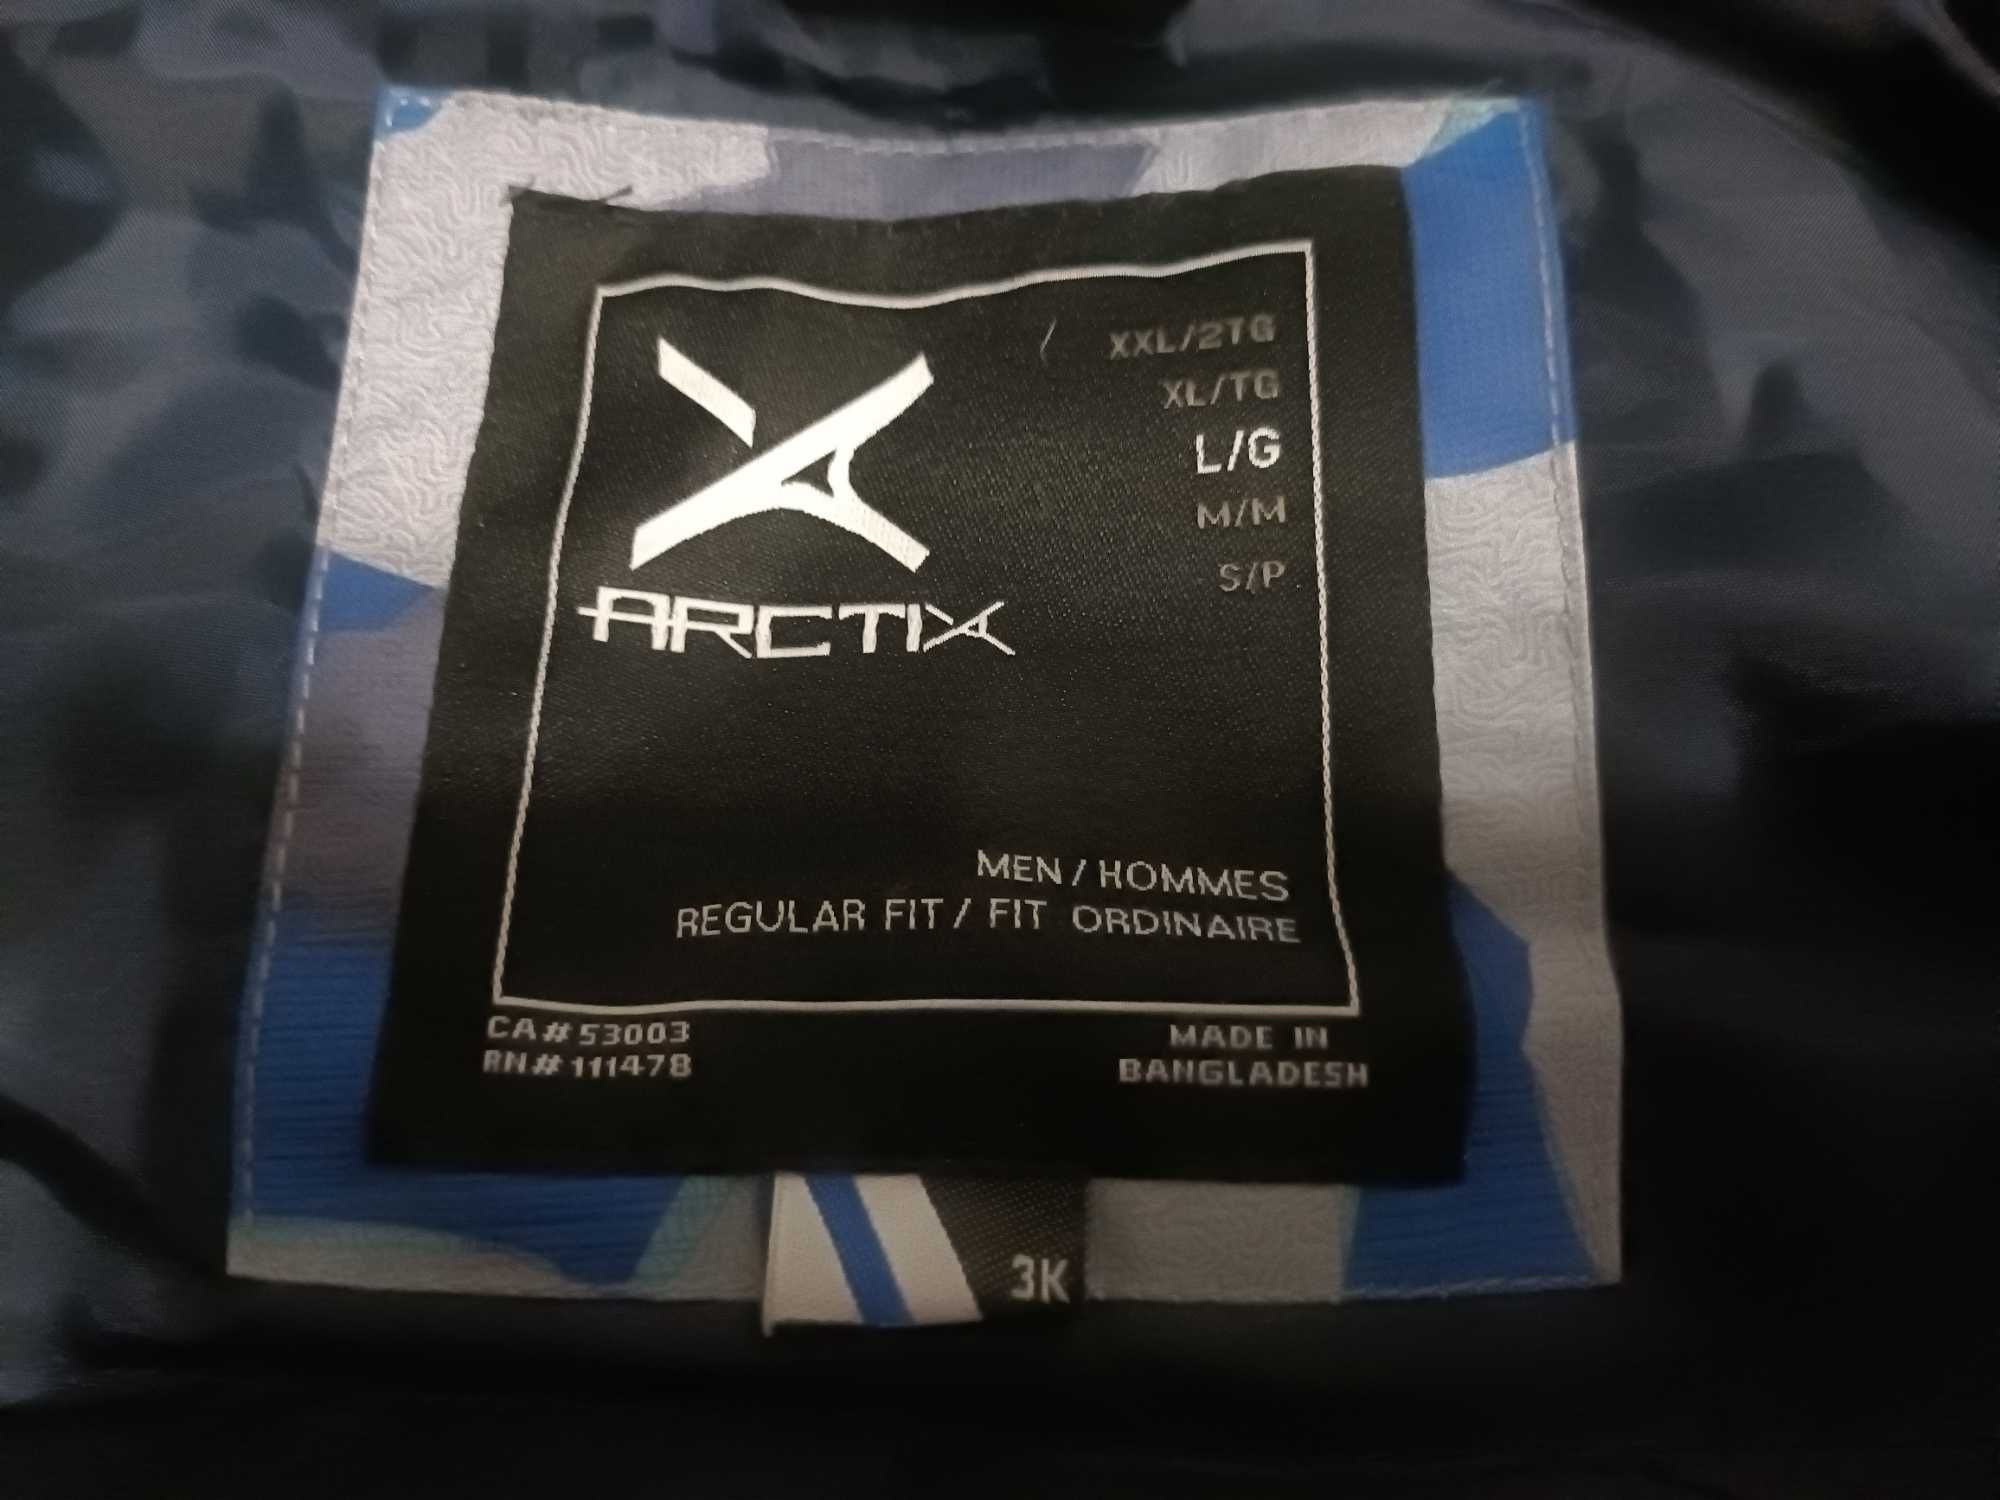 XXL/2TG
XL/TG
L/G
M/M
S/P
ARCTIX
MEN / HOMMES
REGULAR FIT / FIT ORDINAIRE
CA# 53003
RN# 111478
MADE IN
BANGLADESH
3K